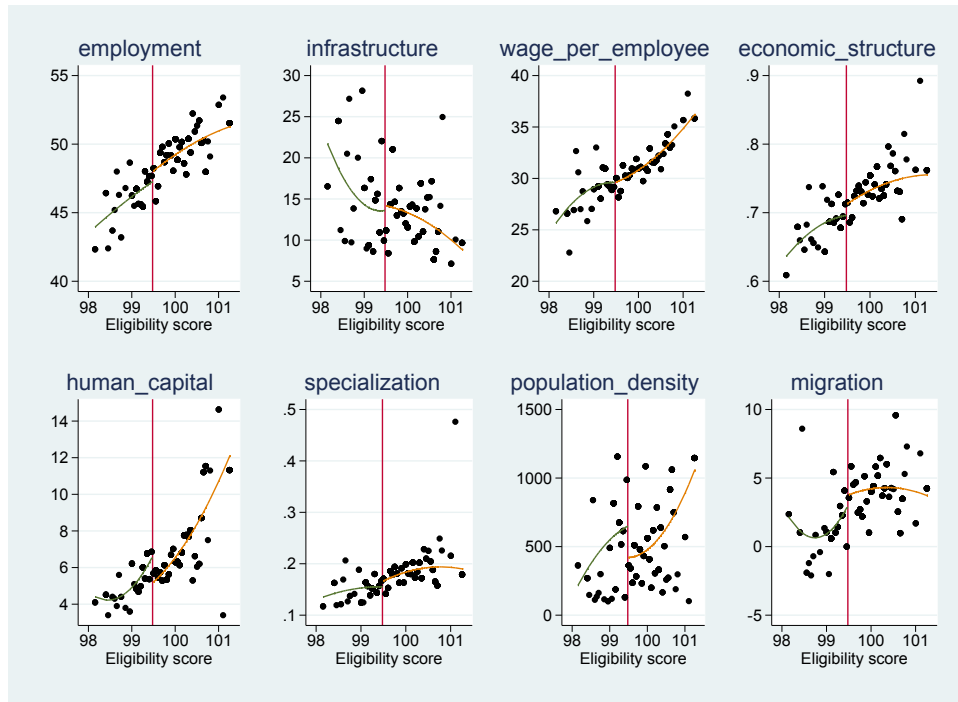 employment
55
50
45
40
98 99 100 101
Eligibility score
infrastructure
30
25
20
15
10
5
98 99 100 101
Eligibility score
wage_per_employee
40
35
30
25
20
98 99 100 101
Eligibility score
economic_structure
.9
.8
.7
.6
98 99 100 101
Eligibility score
human_capital
14
12
10
8
6
4
98 99 100 101
Eligibility score
specialization
.5
.4
.3
.2
.1
98 99 100 101
Eligibility score
population_density
1500
1000
500
0
98 99 100 101
Eligibility score
migration
10
5
0
-5
98 99 100 101
Eligibility score